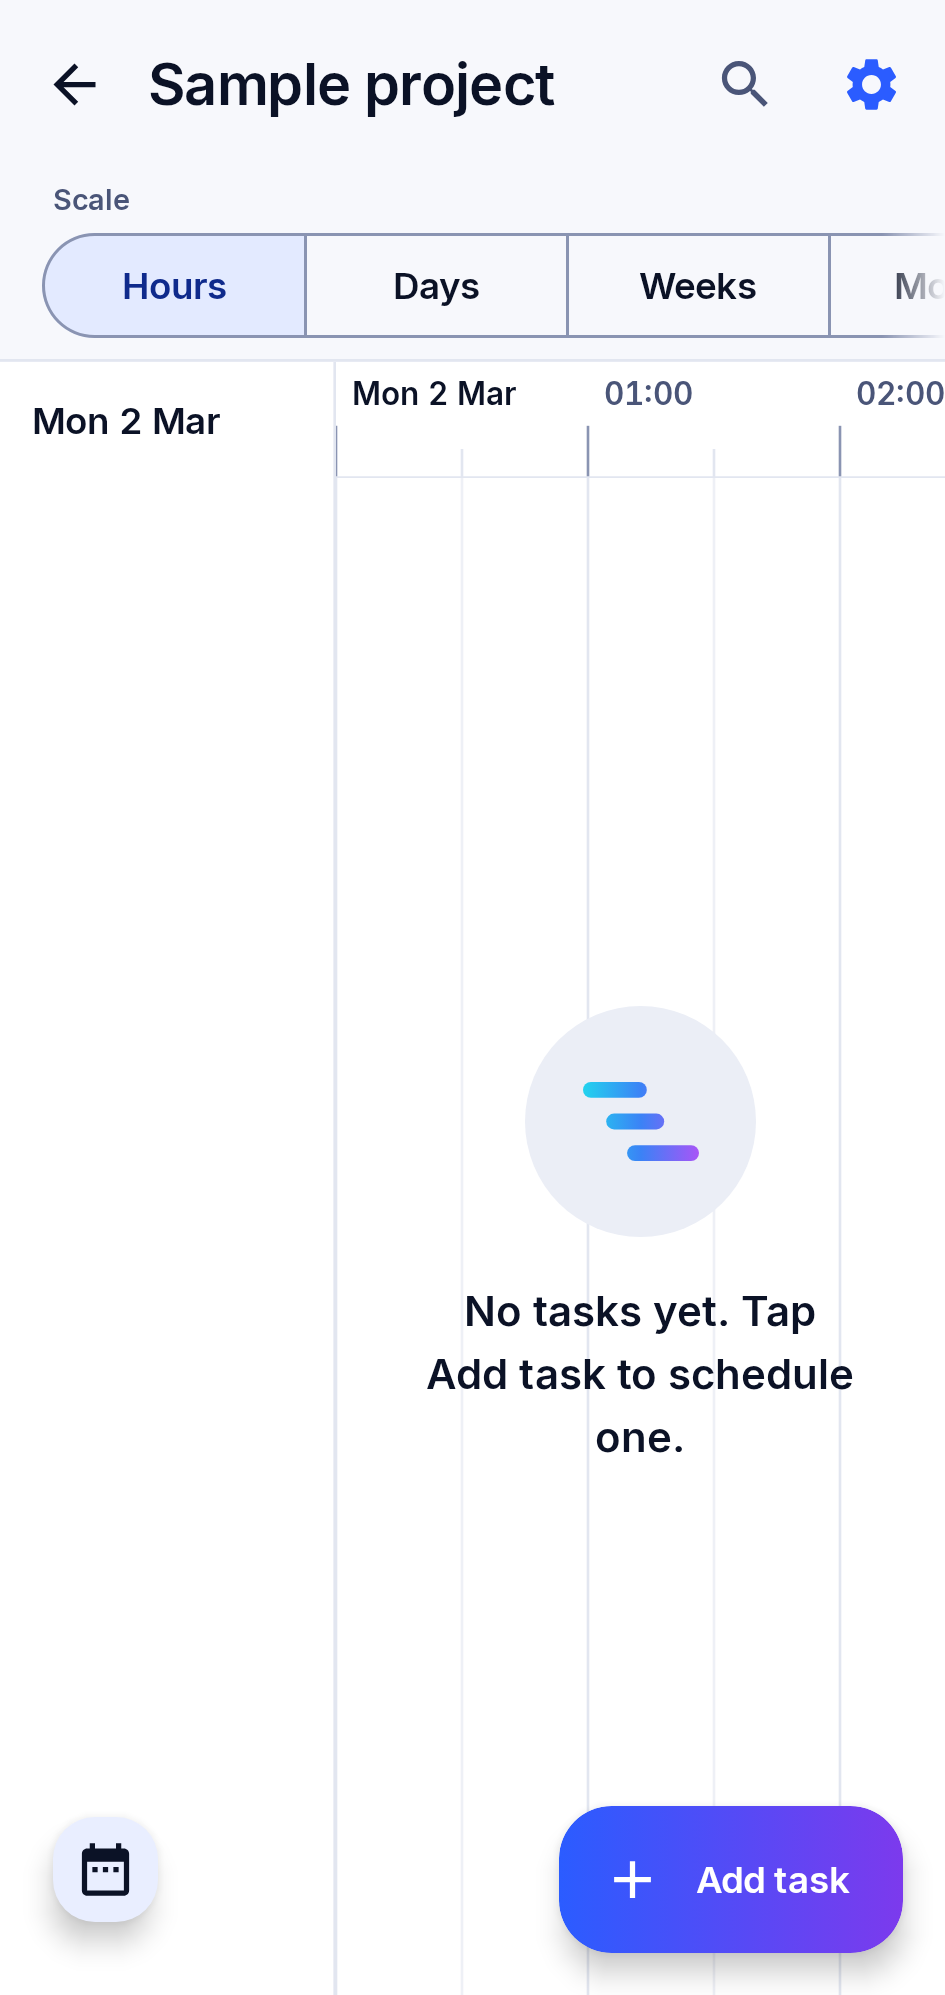 Sample project
Scale
Hours
Days
Weeks
Mon 2 Mar
Mon 2 Mar
01:00
02:00
No tasks yet. Tap
Add task to schedule
one.
Add task